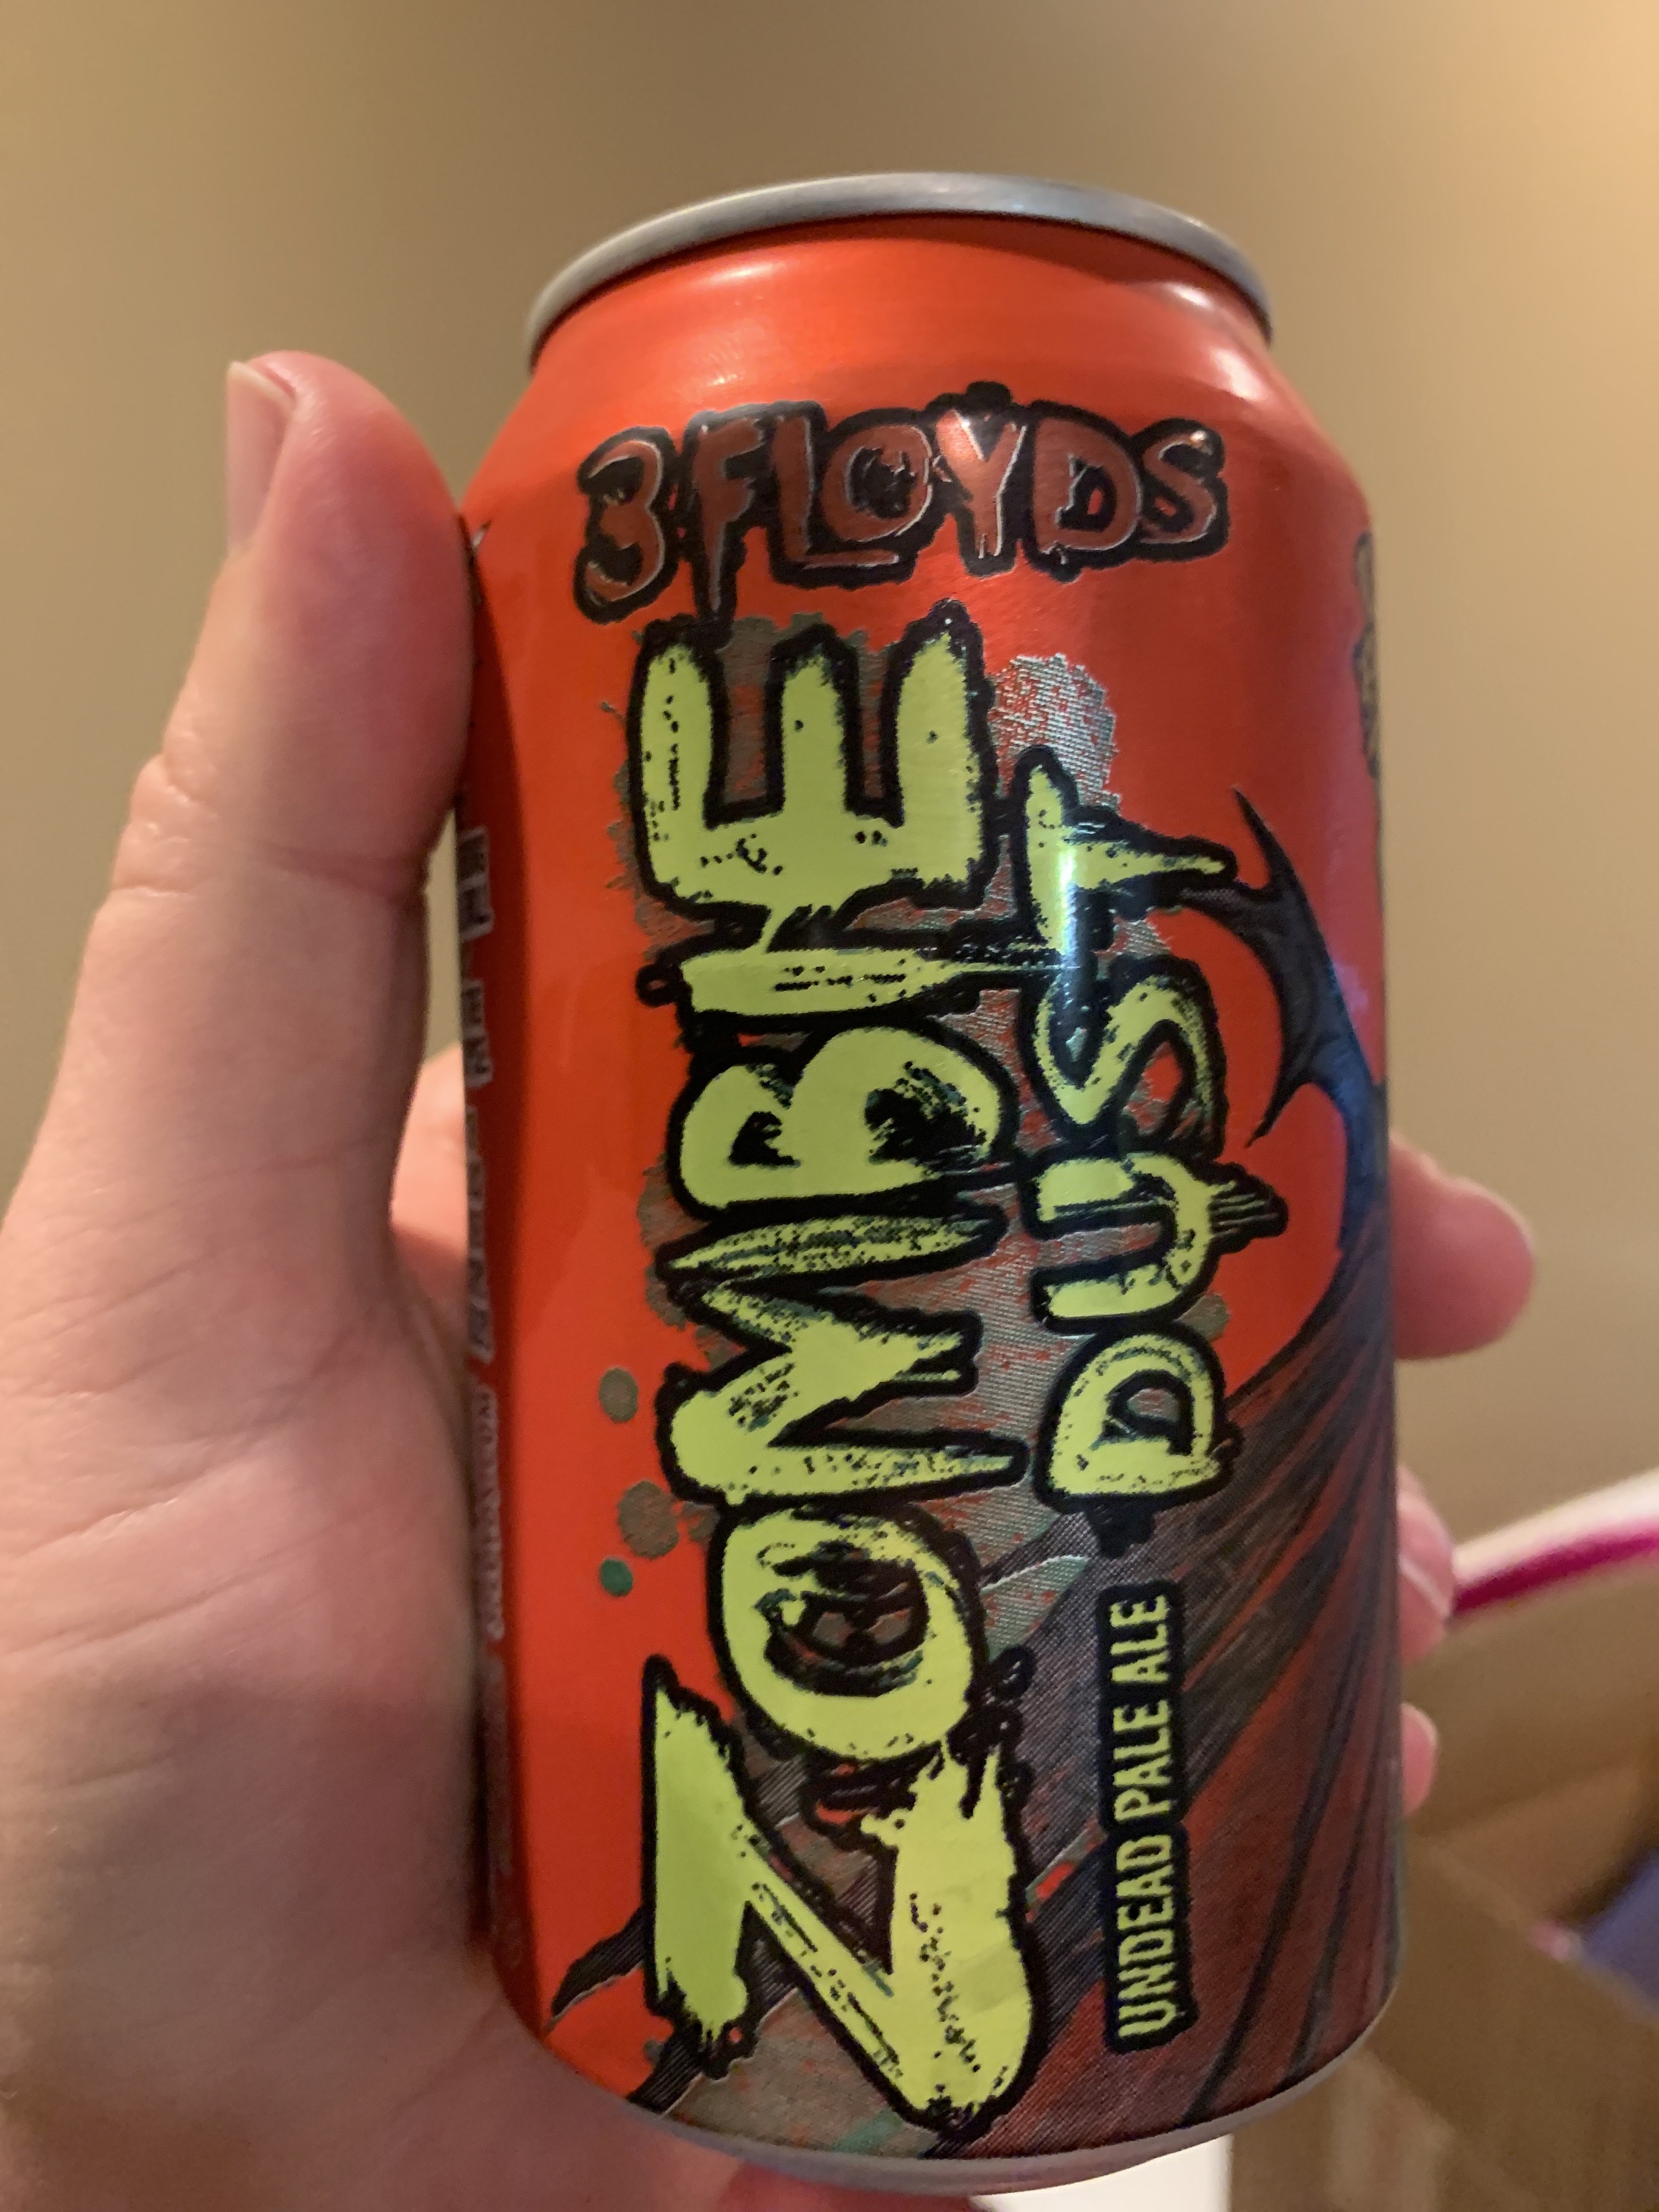 3 FLOYDS
ZOMBIE
DUST
UNDEAD PALE ALE